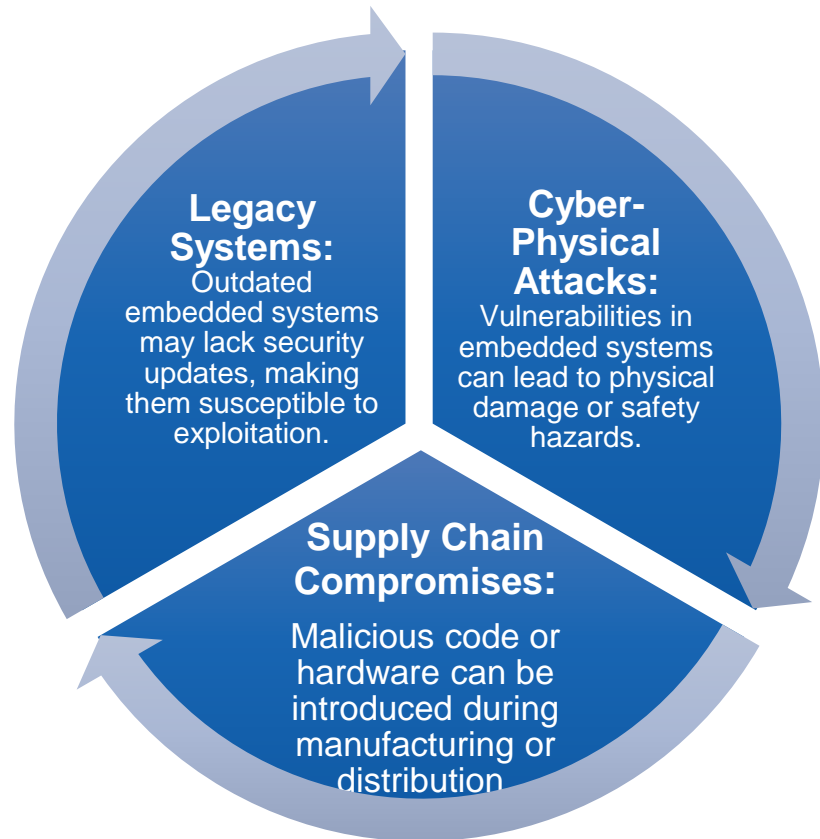 Legacy
Systems:
Outdated
embedded systems
may lack security
updates, making
them susceptible to
exploitation.
Cyber-
Physical
Attacks:
Vulnerabilities in
embedded systems
can lead to physical
damage or safety
hazards.
Supply Chain
Compromises:
Malicious code or
hardware can be
introduced during
manufacturing or
distribution